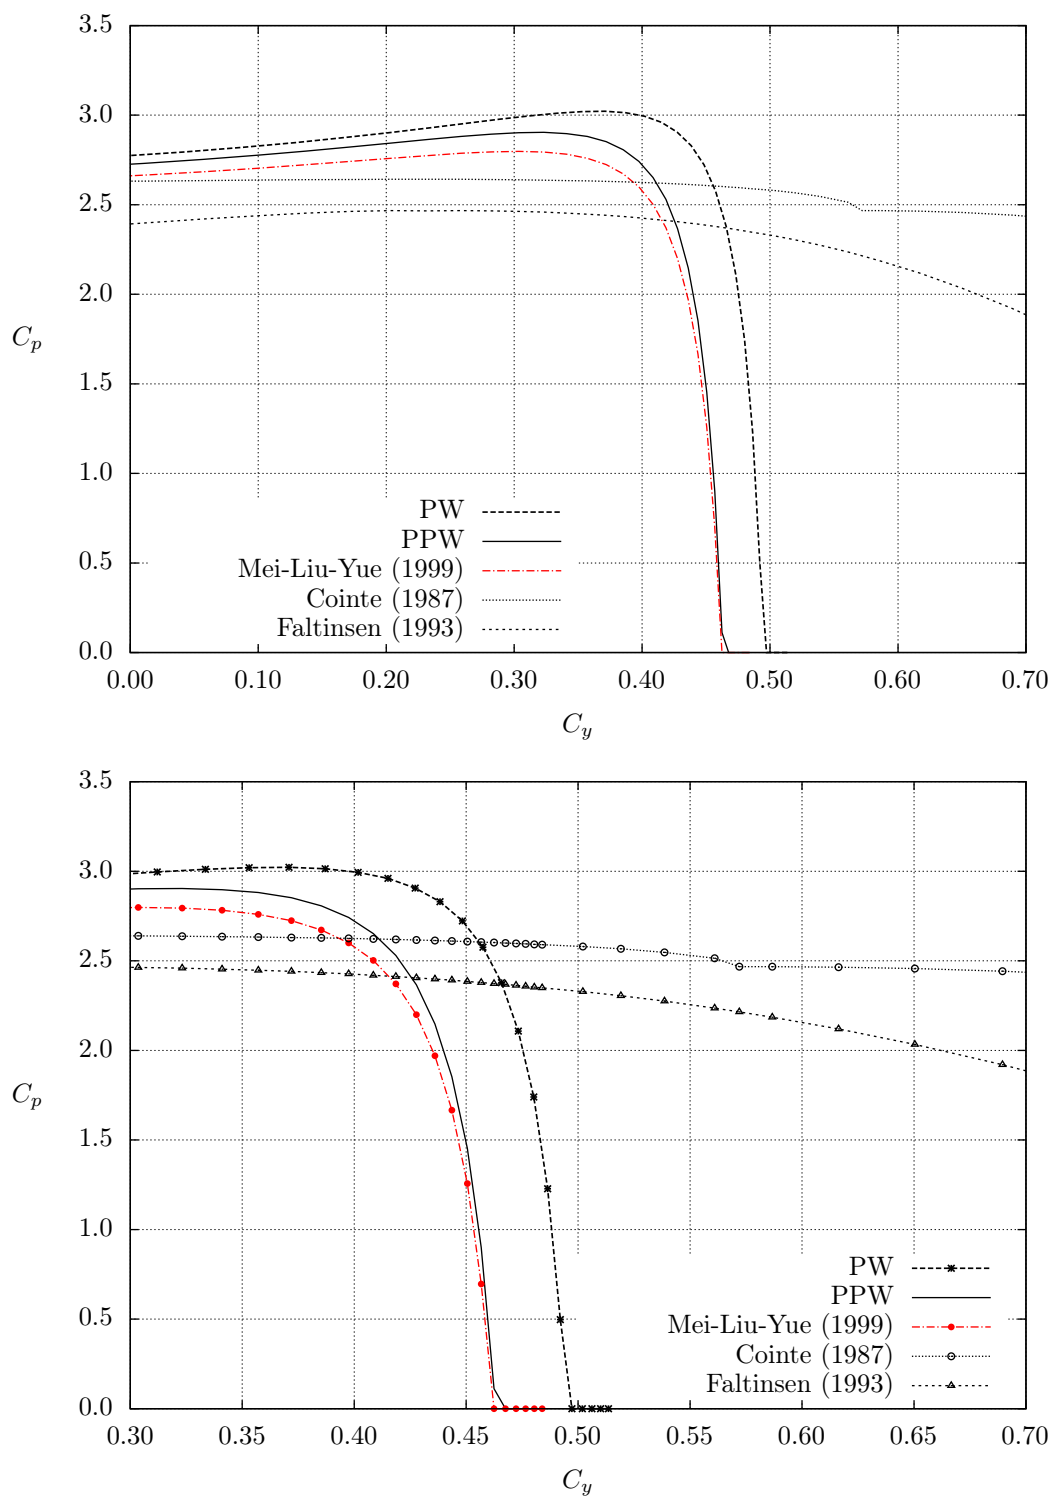 3.5
3.0
2.5
2.0
C_p
1.5
1.0
PW
PPW
0.5
Mei-Liu-Yue (1999)
Cointe (1987)
Faltinsen (1993)
0.0
0.00 0.10 0.20 0.30 0.40 0.50 0.60 0.70
C_y
3.5
3.0
2.5
2.0
C_p
1.5
1.0
PW
PPW
0.5
Mei-Liu-Yue (1999)
Cointe (1987)
Faltinsen (1993)
0.0
0.30 0.35 0.40 0.45 0.50 0.55 0.60 0.65 0.70
C_y